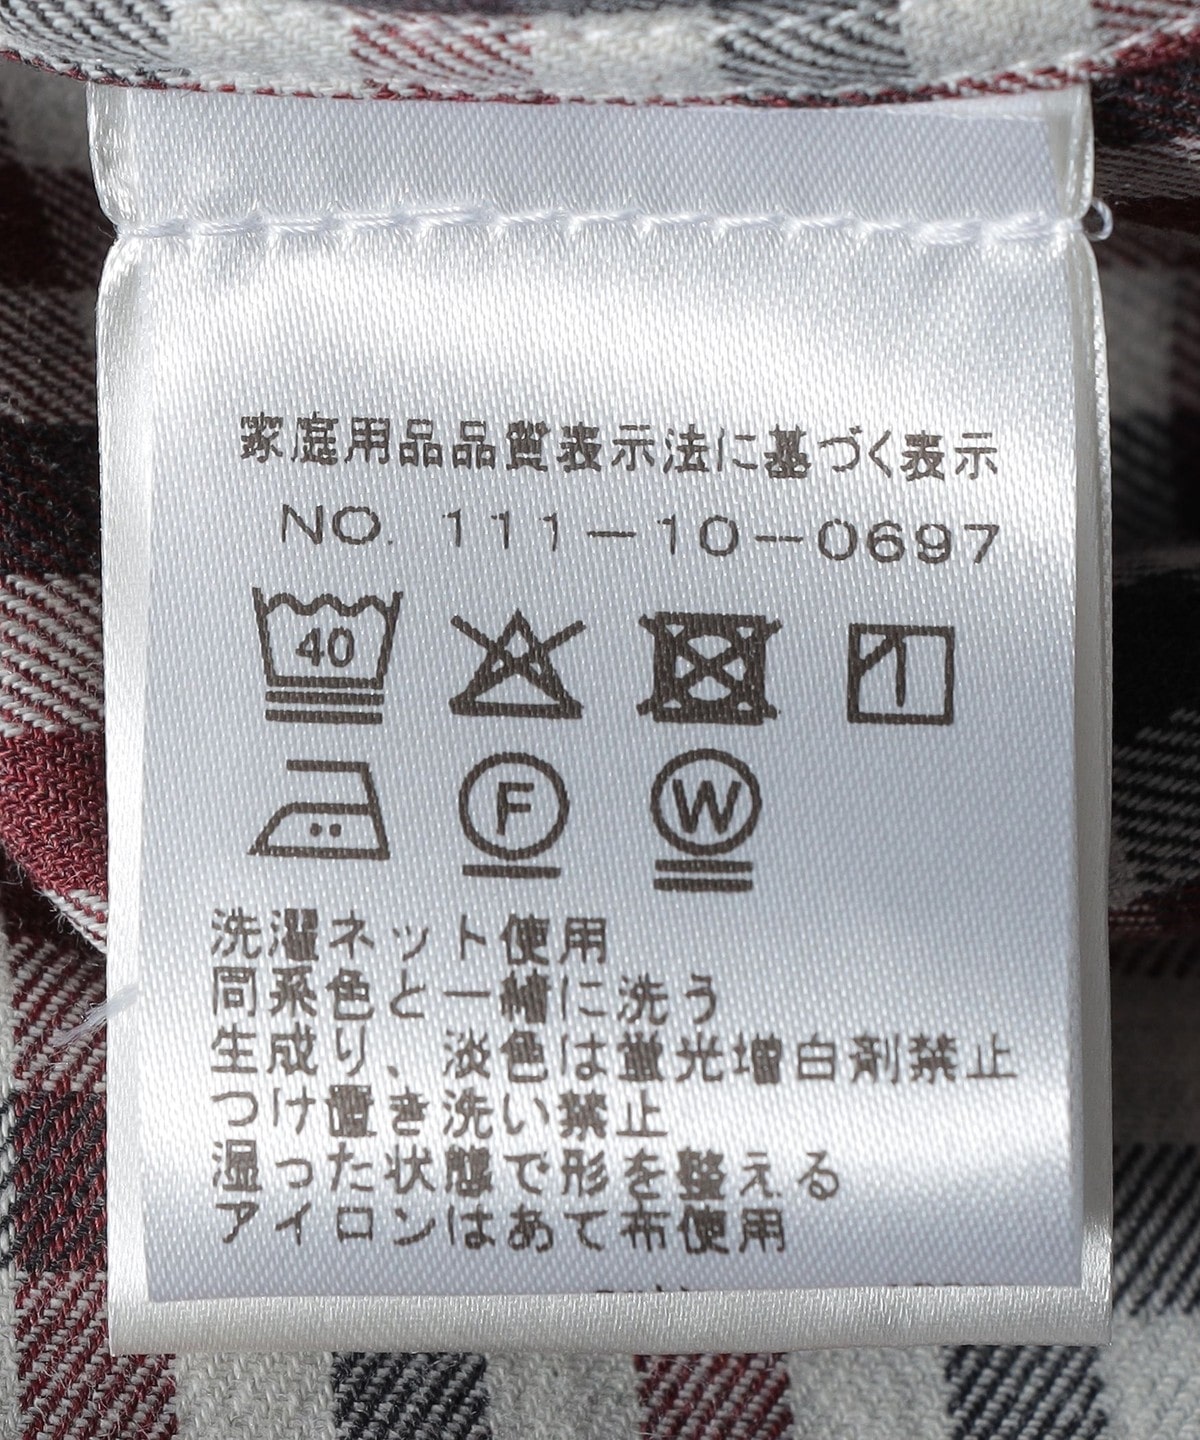 家庭用品品質表示法に基づく表示
NO. 111-10-0697
40
F W
洗濯ネット使用
同系色と一緒に洗う
生成り、淡色は蛍光増白剤禁止
つけ置き洗い禁止
湿った状態で形を整える
アイロンはあて布使用